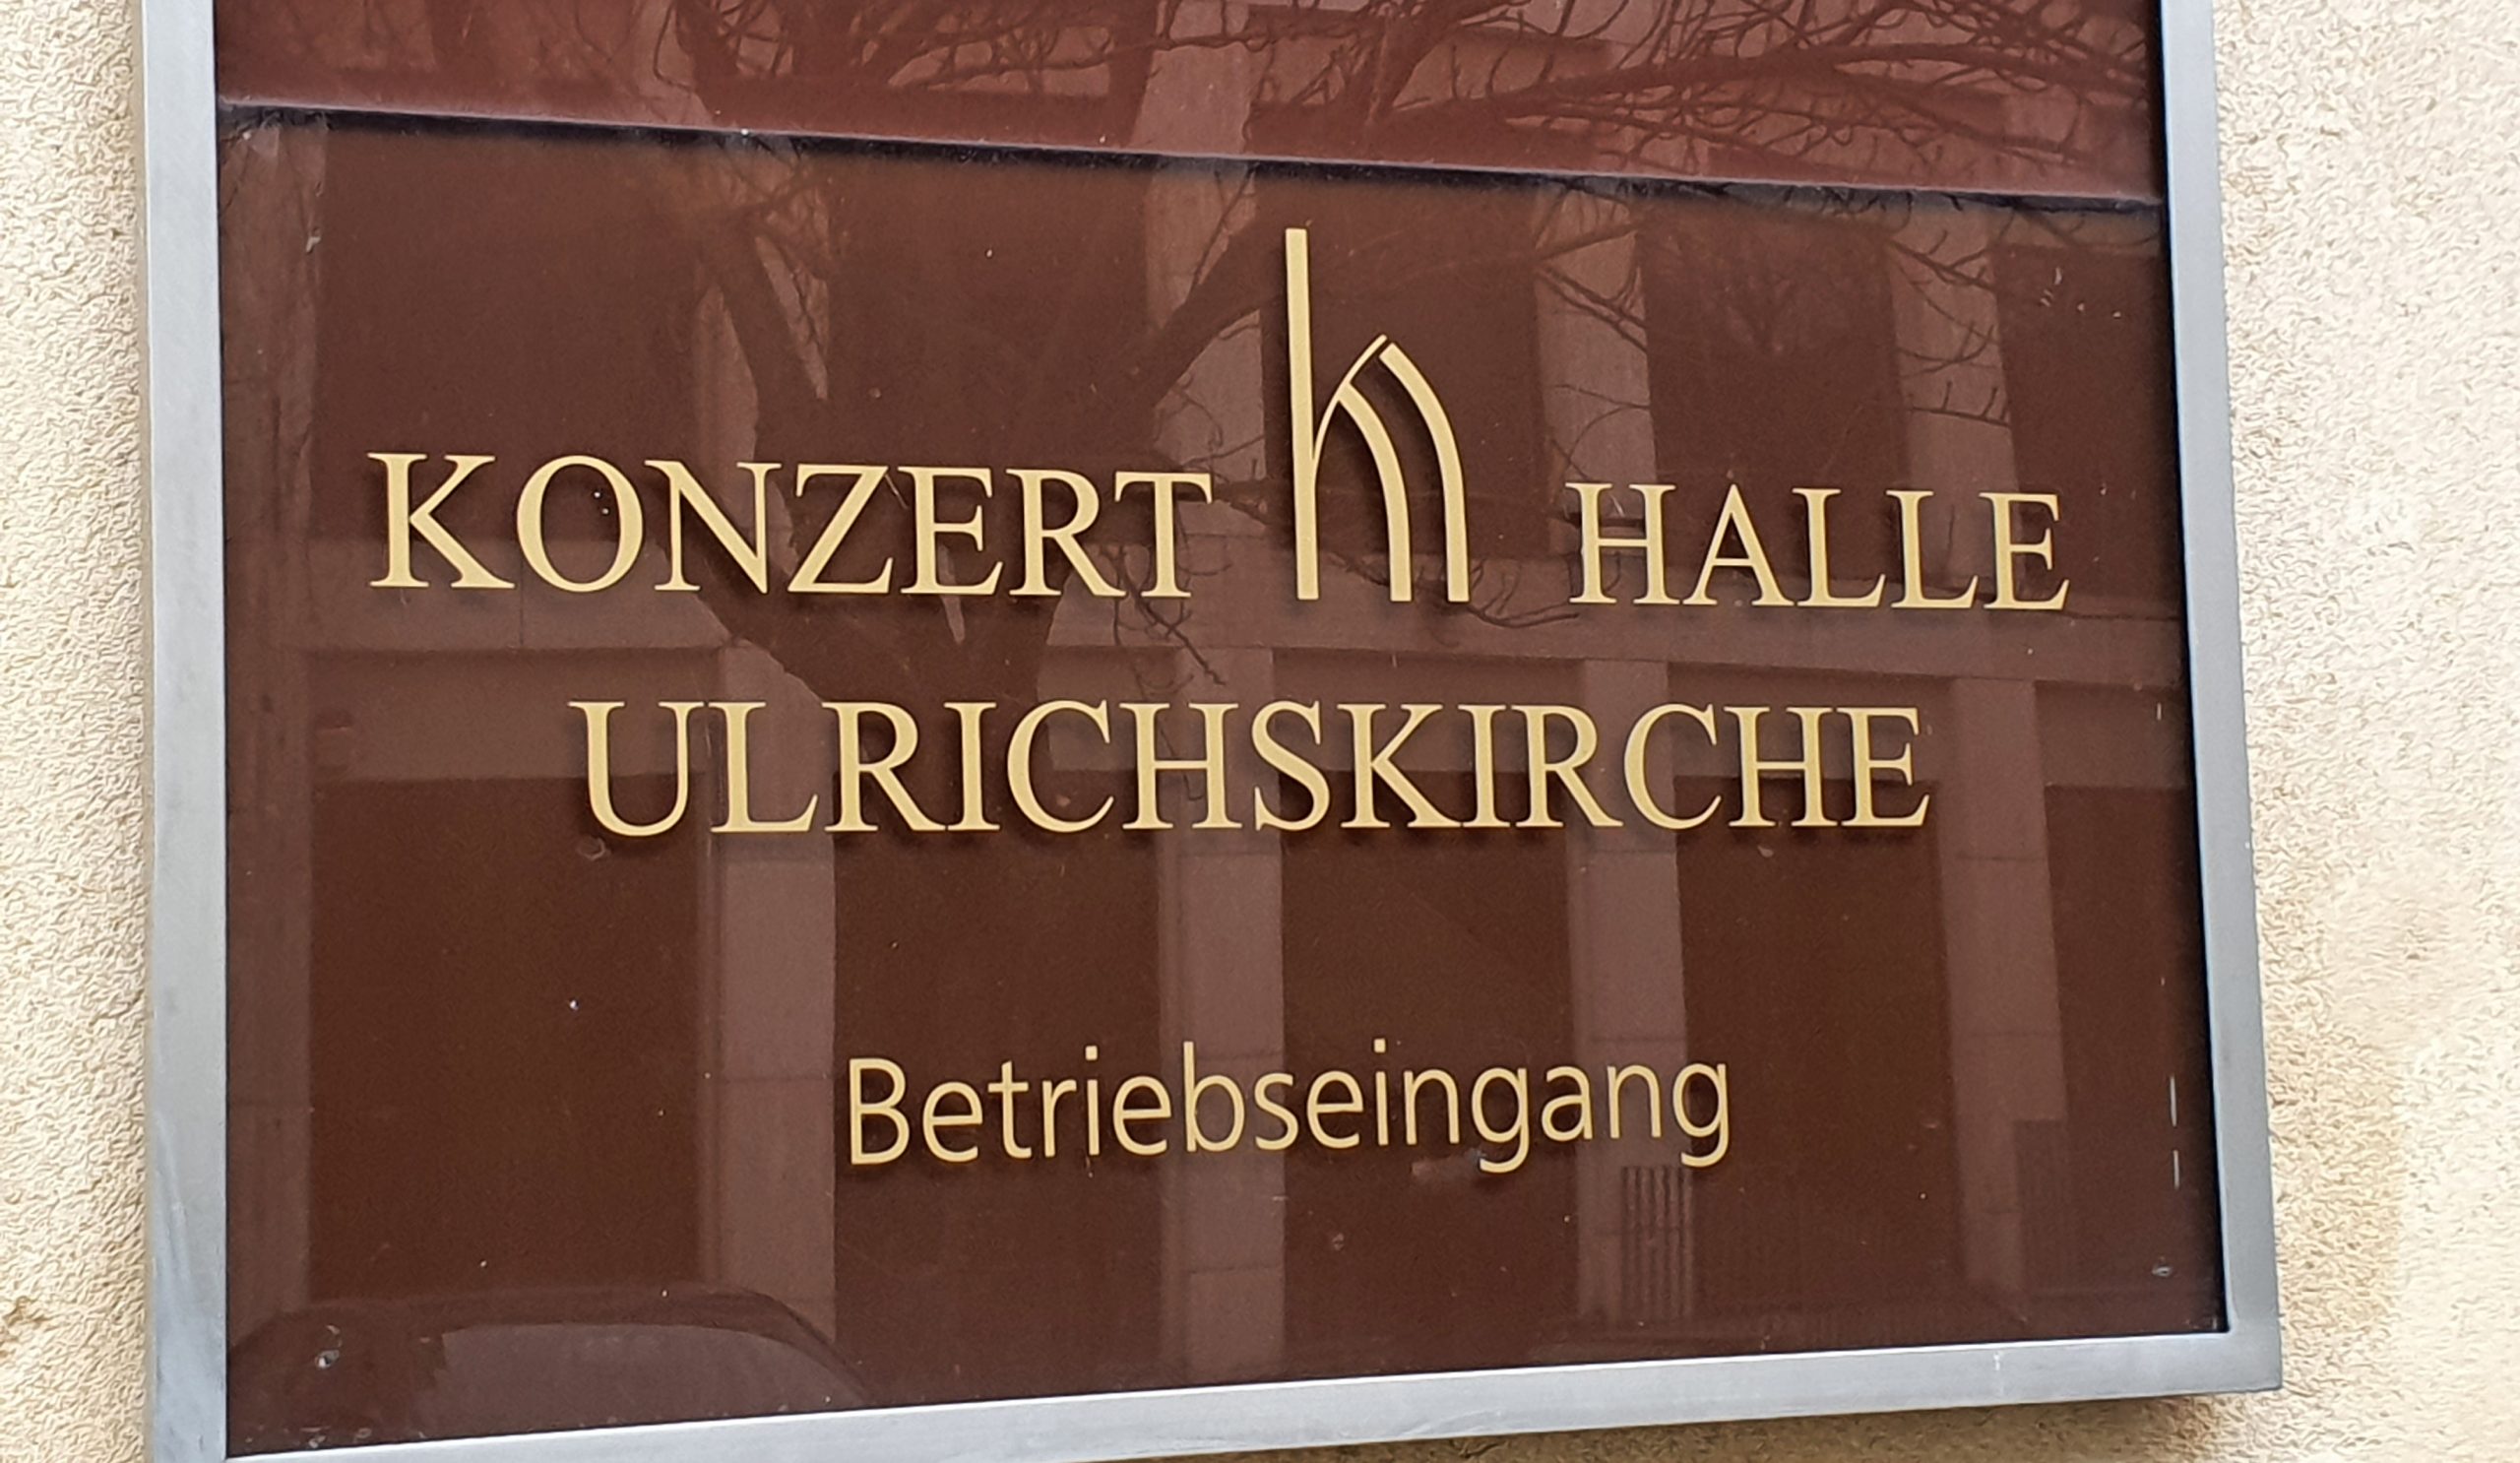 KONZERT HALLE
ULRICHSKIRCHE
Betriebseingang